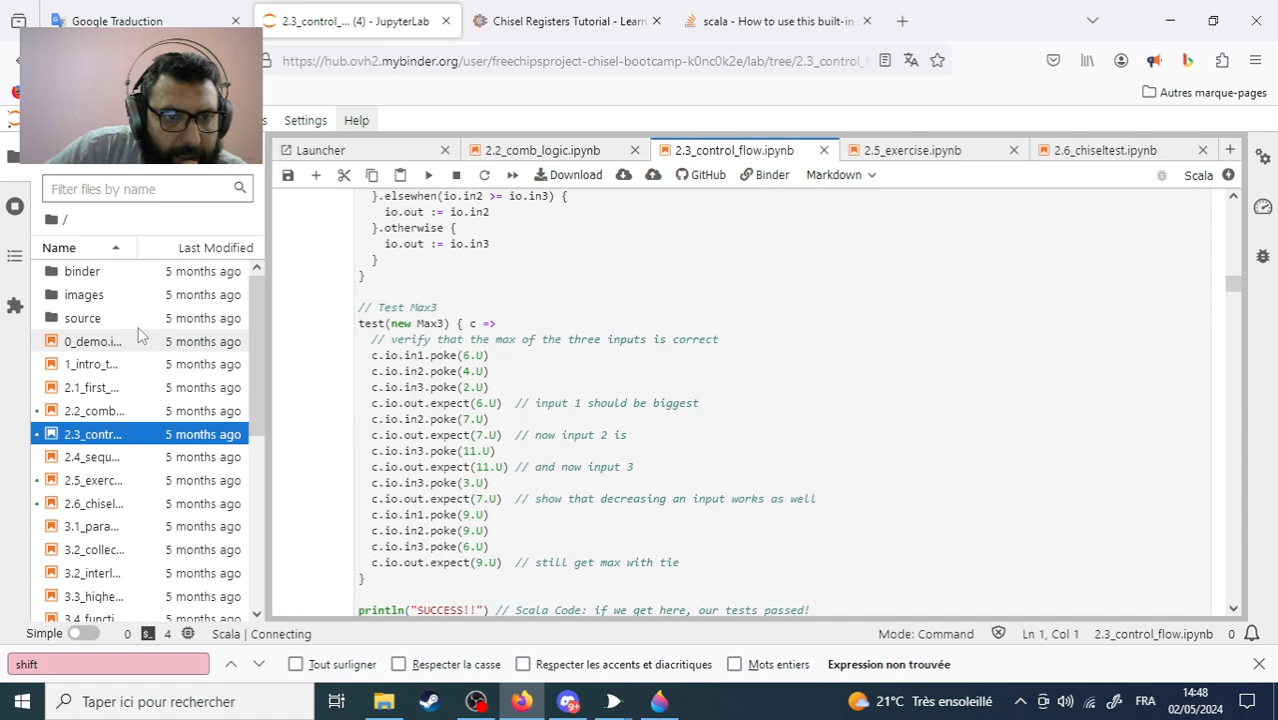 Google Traduction
2.3_control_... (4) - JupyterLab
Chisel Registers Tutorial - Learn
scala - How to use this built-in s
https://hub.ovh2.mybinder.org/user/freechipsproject-chisel-bootcamp-k0nc0k2e/lab/tree/2.3_control_f
Autres marque-pages
Settings
Help
Launcher
2.2_comb_logic.ipynb
2.3_control_flow.ipynb
2.5_exercise.ipynb
2.6_chiseltest.ipynb
Download
GitHub
Binder
Markdown
Scala
Filter files by name
/
Name
Last Modified
binder 5 months ago
images 5 months ago
source 5 months ago
0_demo.i... 5 months ago
1_intro_t... 5 months ago
2.1_first_... 5 months ago
2.2_comb... 5 months ago
2.3_contr... 5 months ago
2.4_sequ... 5 months ago
2.5_exerc... 5 months ago
2.6_chisel... 5 months ago
3.1_para... 5 months ago
3.2_collec... 5 months ago
3.2_interl... 5 months ago
3.3_highe... 5 months ago
3.4_functi... 5 months ago
}.elsewhen(io.in2 >= io.in3) {
io.out := io.in2
}.otherwise {
io.out := io.in3
}
}
// Test Max3
test(new Max3) { c =>
// verify that the max of the three inputs is correct
c.io.in1.poke(6.U)
c.io.in2.poke(4.U)
c.io.in3.poke(2.U)
c.io.out.expect(6.U) // input 1 should be biggest
c.io.in2.poke(7.U)
c.io.out.expect(7.U) // now input 2 is
c.io.in3.poke(11.U)
c.io.out.expect(11.U) // and now input 3
c.io.in3.poke(3.U)
c.io.out.expect(7.U) // show that decreasing an input works as well
c.io.in1.poke(9.U)
c.io.in2.poke(9.U)
c.io.in3.poke(6.U)
c.io.out.expect(9.U) // still get max with tie
}
println("SUCCESS!!") // Scala Code: if we get here, our tests passed!
Simple
0
4
Scala | Connecting
Mode: Command
Ln 1, Col 1
2.3_control_flow.ipynb
0
shift
Tout surligner
Respecter la casse
Respecter les accents et diacritiques
Mots entiers
Expression non trouvée
Taper ici pour rechercher
21°C Très ensoleillé
FRA
14:48
02/05/2024